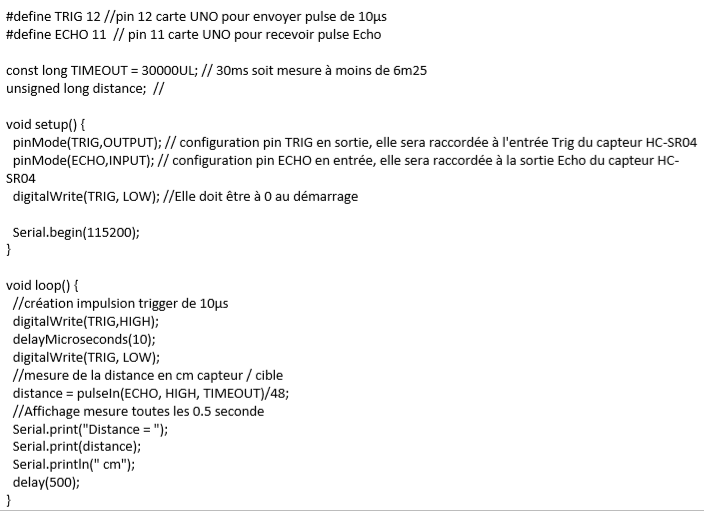 #define TRIG 12 //pin 12 carte UNO pour envoyer pulse de 10µs
#define ECHO 11 // pin 11 carte UNO pour recevoir pulse Echo
const long TIMEOUT = 30000UL; // 30ms soit mesure à moins de 6m25
unsigned long distance; //
void setup() {
pinMode(TRIG,OUTPUT); // configuration pin TRIG en sortie, elle sera raccordée à l'entrée Trig du capteur HC-SR04
pinMode(ECHO,INPUT); // configuration pin ECHO en entrée, elle sera raccordée à la sortie Echo du capteur HC-
SR04
digitalWrite(TRIG, LOW); //Elle doit être à 0 au démarrage
Serial.begin(115200);
}
void loop() {
//création impulsion trigger de 10µs
digitalWrite(TRIG,HIGH);
delayMicroseconds(10);
digitalWrite(TRIG, LOW);
//mesure de la distance en cm capteur / cible
distance = pulseIn(ECHO, HIGH, TIMEOUT)/48;
//Affichage mesure toutes les 0.5 seconde
Serial.print("Distance = ");
Serial.print(distance);
Serial.println(" cm");
delay(500);
}